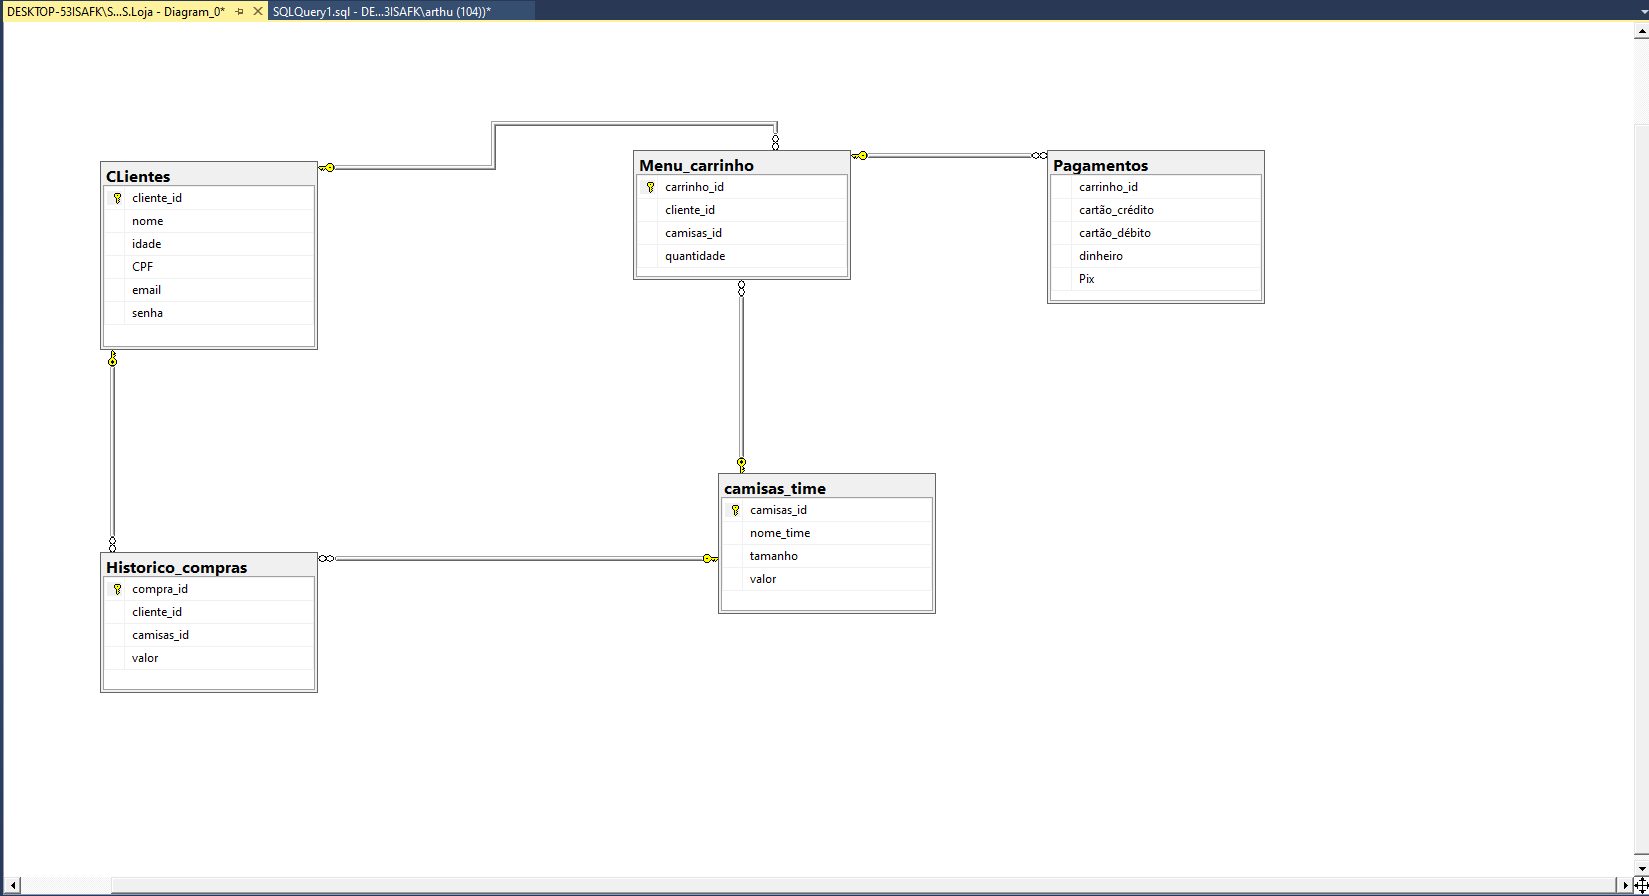 DESKTOP-53ISAFK\S...S.Loja - Diagram_0*
SQLQuery1.sql - DE...3ISAFK\arthu (104))*
CLientes
cliente_id
nome
idade
CPF
email
senha
Menu_carrinho
carrinho_id
cliente_id
camisas_id
quantidade
Pagamentos
carrinho_id
cartão_crédito
cartão_débito
dinheiro
Pix
camisas_time
camisas_id
nome_time
tamanho
valor
Historico_compras
compra_id
cliente_id
camisas_id
valor